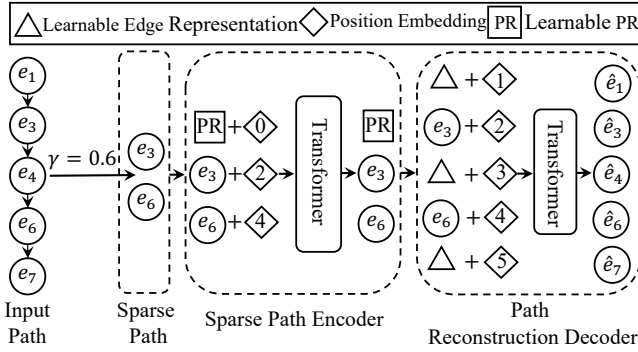 Learnable Edge Representation Position Embedding PR Learnable PR
e1
e3
e4
e6
e7
Input
Path
γ = 0.6
e3
e6
Sparse
Path
PR + 0
e3 + 2
e6 + 4
Transformer
PR
e3
e6
Sparse Path Encoder
+ 1
e3 + 2
+ 3
e6 + 4
+ 5
Transformer
ê1
ê3
ê4
ê6
ê7
Path
Reconstruction Decoder